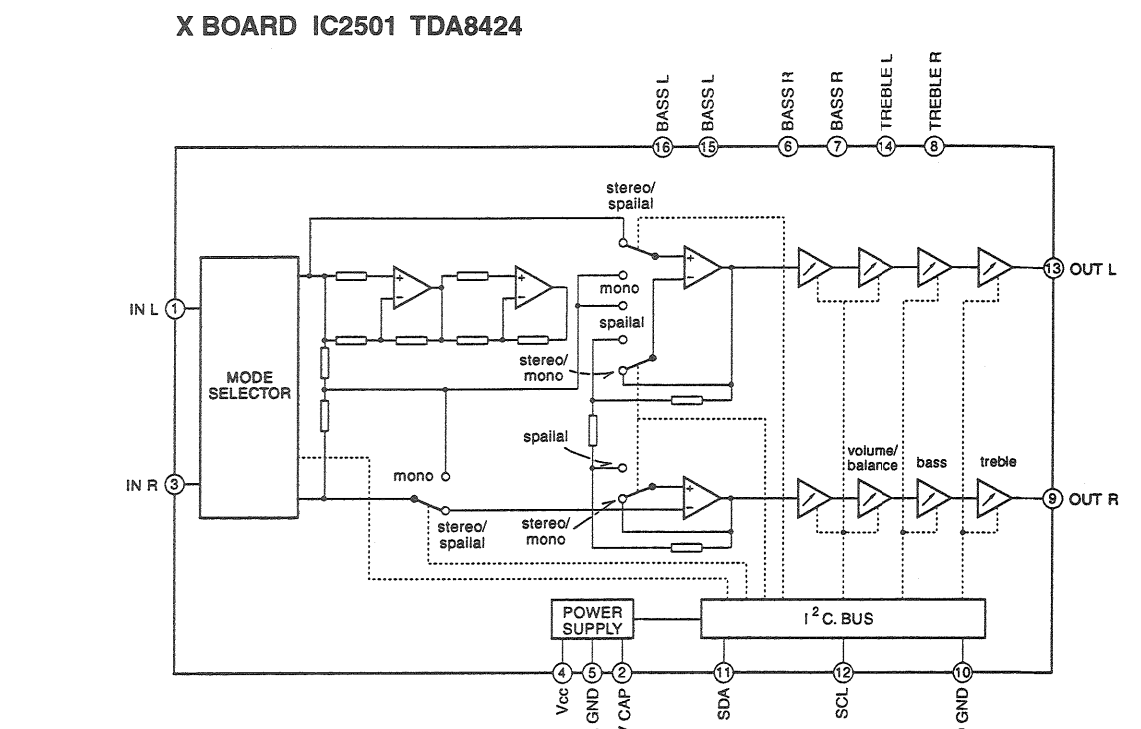 X BOARD IC2501 TDA8424
BASS L
BASS L
BASS R
BASS R
TREBLE L
TREBLE R
16
15
6
7
14
8
stereo/
spailal
+
−
+
−
+
−
mono
spailal
stereo/
mono
13 OUT L
IN L 1
MODE
SELECTOR
IN R 3
mono
stereo/
spailal
spailal
stereo/
mono
+
−
volume/
balance
bass
treble
9 OUT R
POWER
SUPPLY
I²C. BUS
4
5
2
11
12
10
Vcc
GND
CAP
SDA
SCL
GND